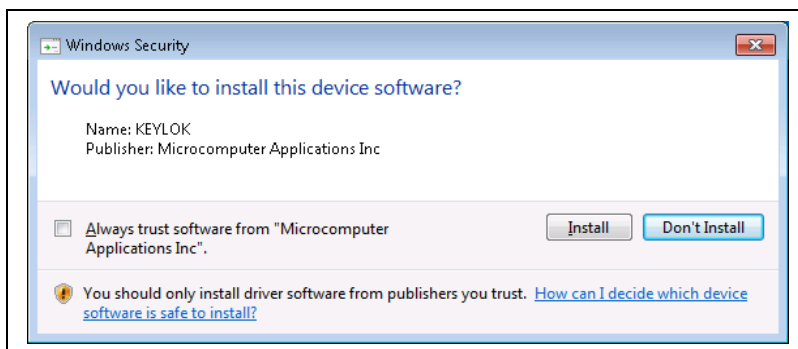 Windows Security
Would you like to install this device software?
Name: KEYLOK
Publisher: Microcomputer Applications Inc
Always trust software from "Microcomputer
Applications Inc".
Install
Don't Install
You should only install driver software from publishers you trust. How can I decide which device
software is safe to install?